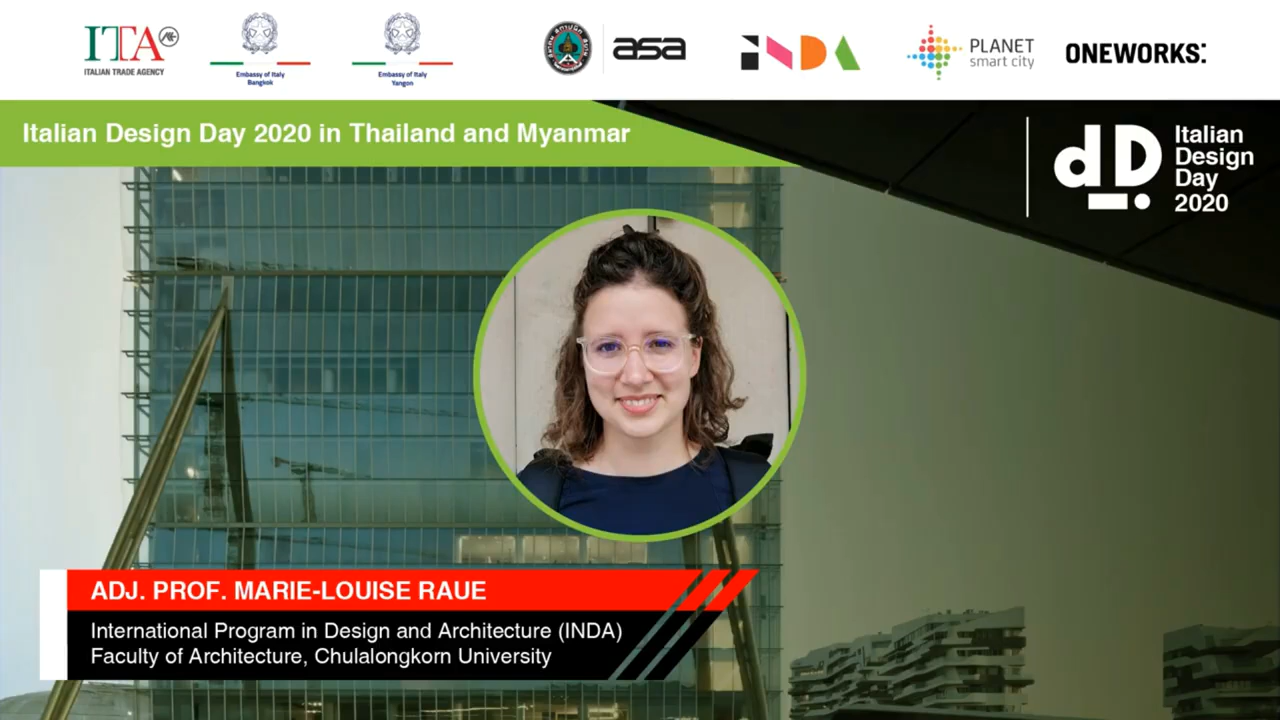 ITA
ITALIAN TRADE AGENCY
Embassy of Italy
Bangkok
Embassy of Italy
Yangon
asa
INDA
PLANET
smart city
ONEWORKS:
Italian Design Day 2020 in Thailand and Myanmar
dD
Italian
Design
Day
2020
ADJ. PROF. MARIE-LOUISE RAUE
International Program in Design and Architecture (INDA)
Faculty of Architecture, Chulalongkorn University